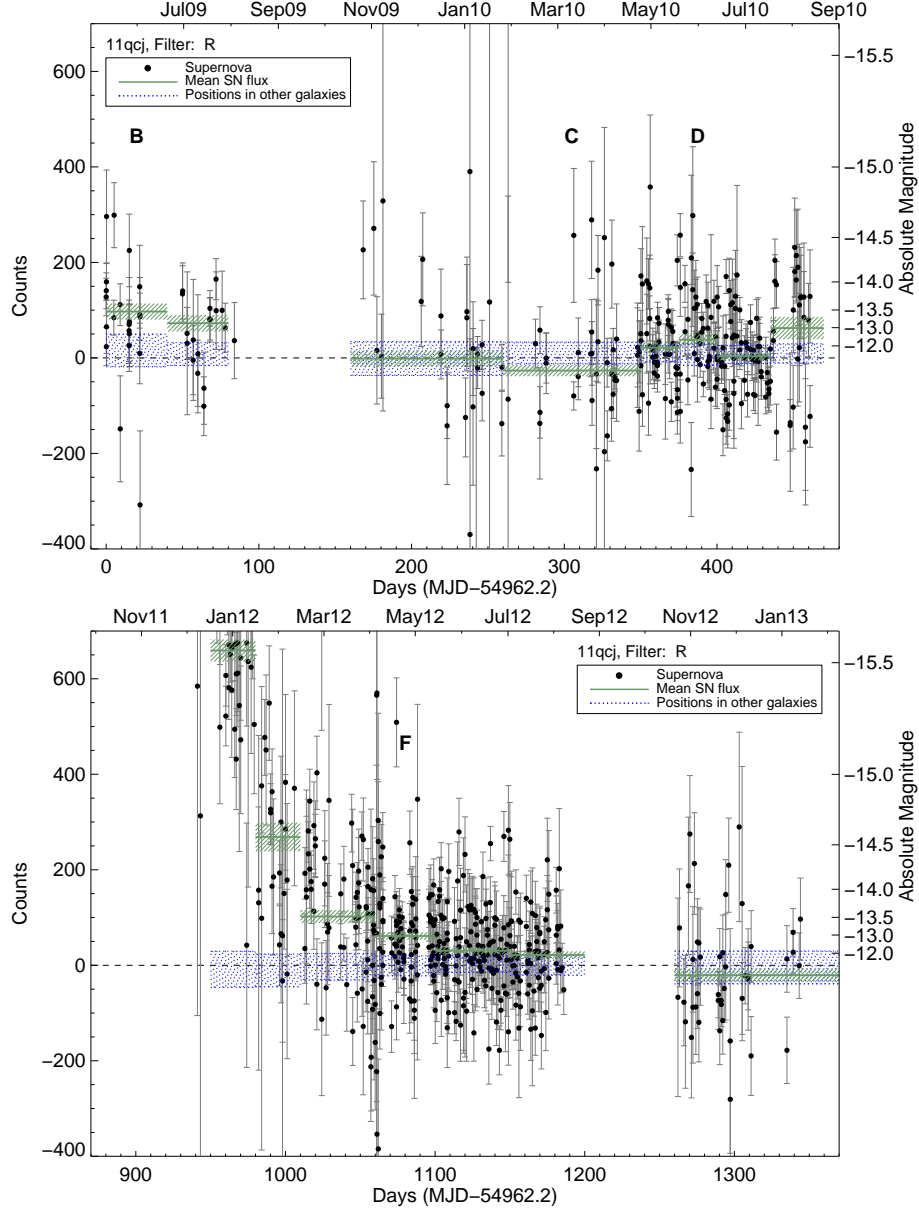 Jul09 Sep09 Nov09 Jan10 Mar10 May10 Jul10 Sep10
11qcj, Filter: R
Supernova
Mean SN flux
Positions in other galaxies
B C D
600
400
200
0
−200
−400
Counts
−15.5
−15.0
−14.5
−14.0
−13.5
−13.0
−12.0
Absolute Magnitude
0 100 200 300 400
Days (MJD−54962.2)
Nov11 Jan12 Mar12 May12 Jul12 Sep12 Nov12 Jan13
11qcj, Filter: R
Supernova
Mean SN flux
Positions in other galaxies
F
600
400
200
0
−200
−400
Counts
−15.5
−15.0
−14.5
−14.0
−13.5
−13.0
−12.0
Absolute Magnitude
900 1000 1100 1200 1300
Days (MJD−54962.2)